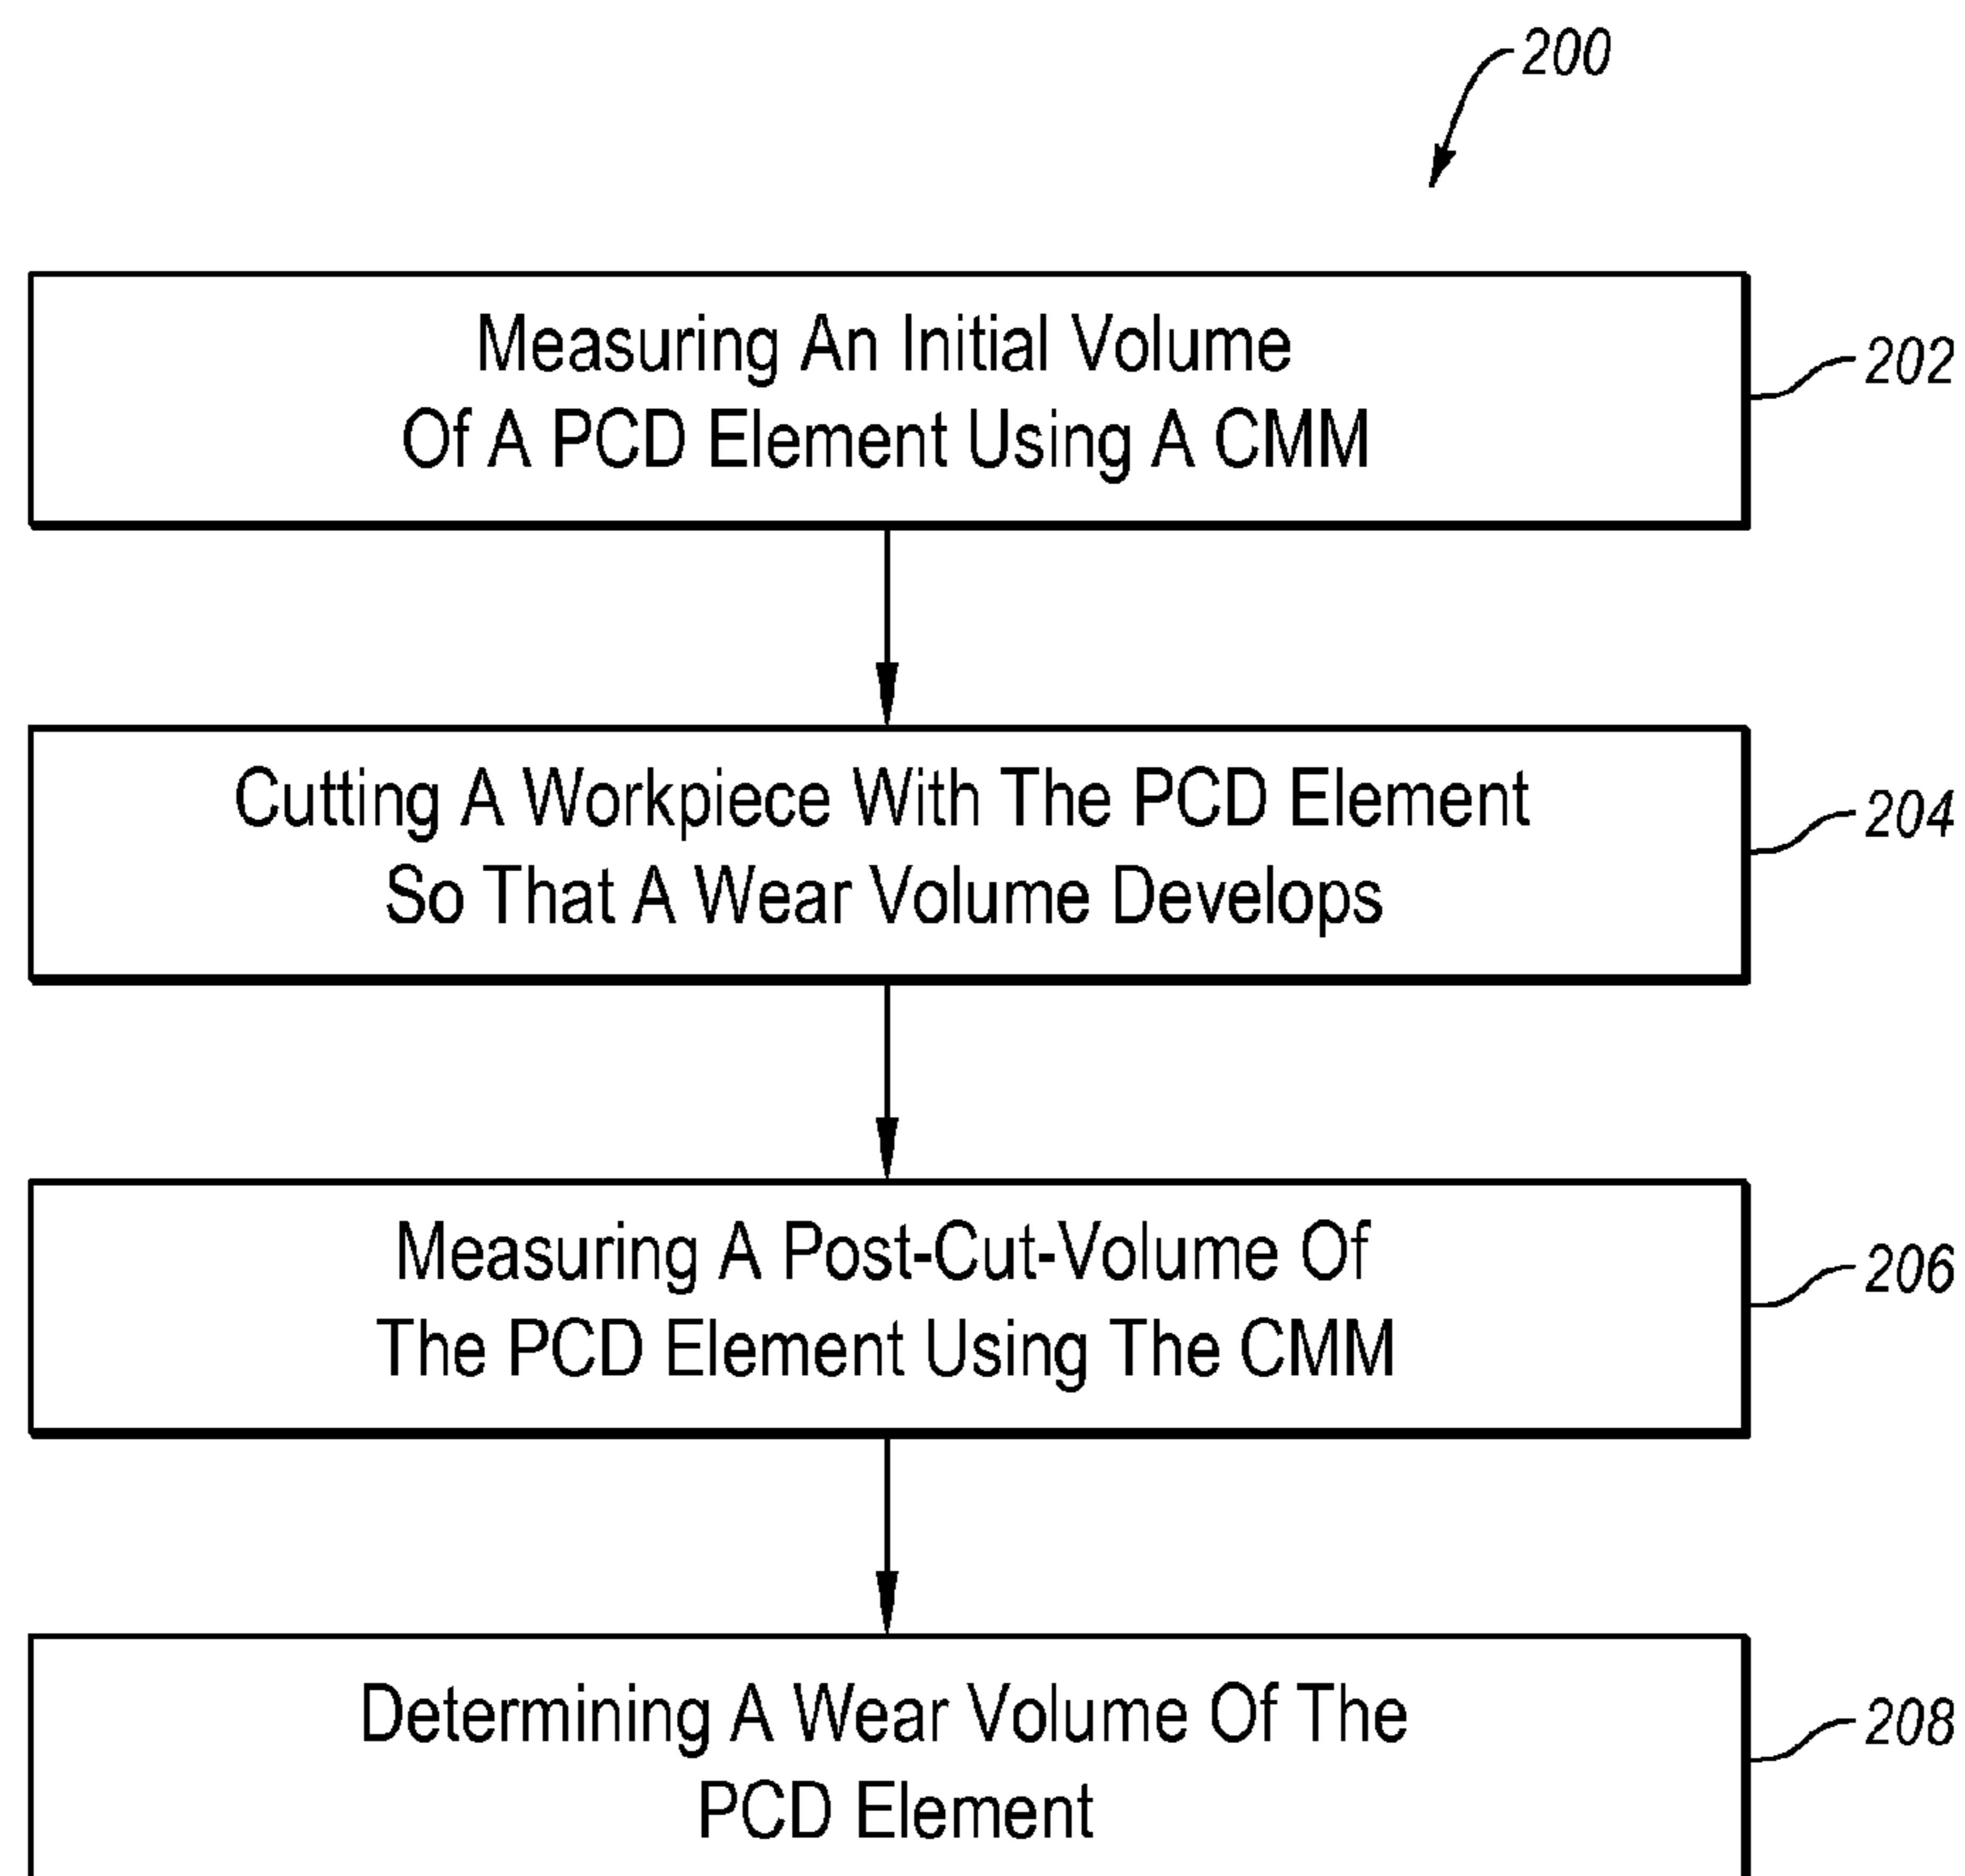 200
Measuring An Initial Volume
Of A PCD Element Using A CMM
202
Cutting A Workpiece With The PCD Element
So That A Wear Volume Develops
204
Measuring A Post-Cut-Volume Of
The PCD Element Using The CMM
206
Determining A Wear Volume Of The
PCD Element
208